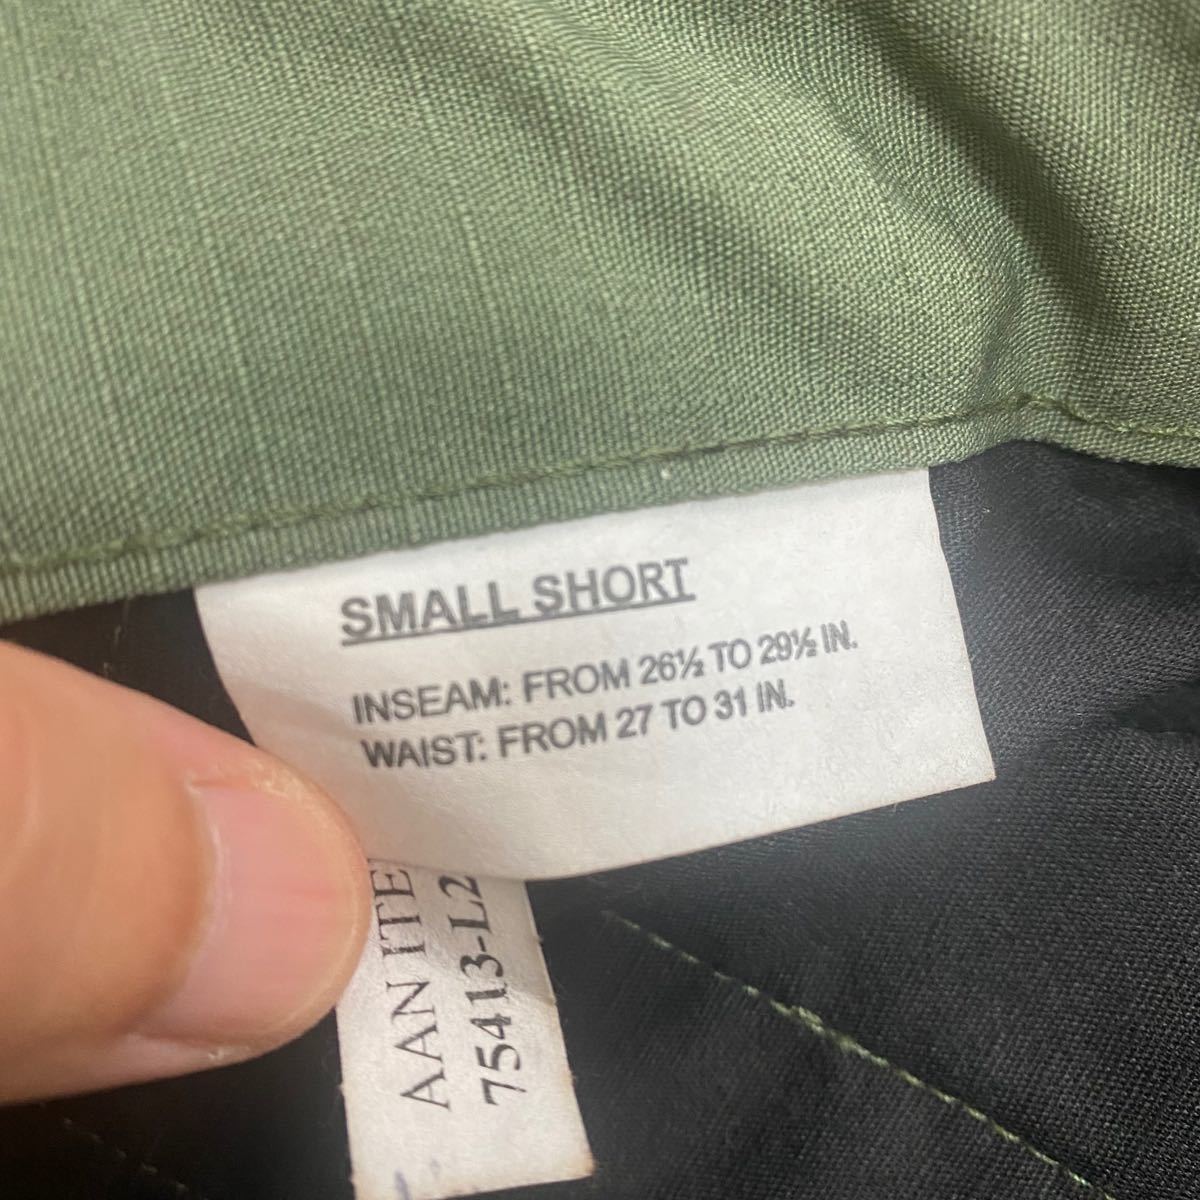 SMALL SHORT
INSEAM: FROM 26½ TO 29½ IN.
WAIST: FROM 27 TO 31 IN.
AAN ITE
75413-L2